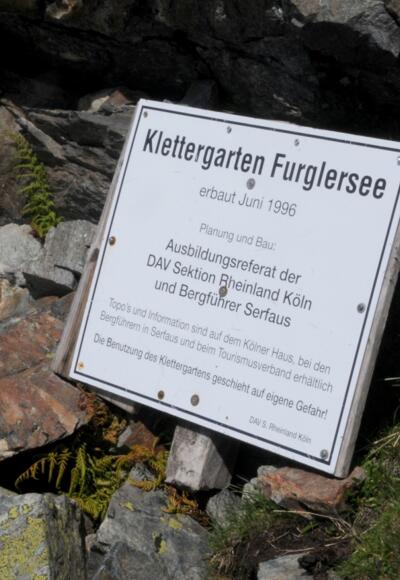 Klettergarten Furglersee
erbaut Juni 1996
Planung und Bau:
Ausbildungsreferat der
DAV Sektion Rheinland Köln
und Bergführer Serfaus
Topo's und Information sind auf dem Kölner Haus, bei den
Bergführern in Serfaus und beim Tourismusverband erhältlich
Die Benutzung des Klettergartens geschieht auf eigene Gefahr!
DAV S. Rheinland Köln